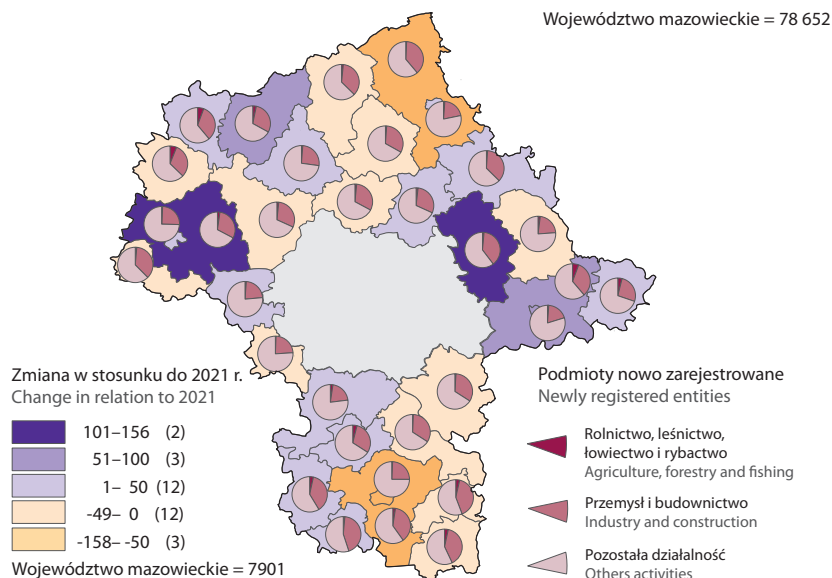 Województwo mazowieckie = 78 652
Zmiana w stosunku do 2021 r.
Change in relation to 2021
101–156 (2)
51–100 (3)
1– 50 (12)
-49– 0 (12)
-158– -50 (3)
Województwo mazowieckie = 7901
Podmioty nowo zarejestrowane
Newly registered entities
Rolnictwo, leśnictwo,
łowiectwo i rybactwo
Agriculture, forestry and fishing
Przemysł i budownictwo
Industry and construction
Pozostała działalność
Others activities